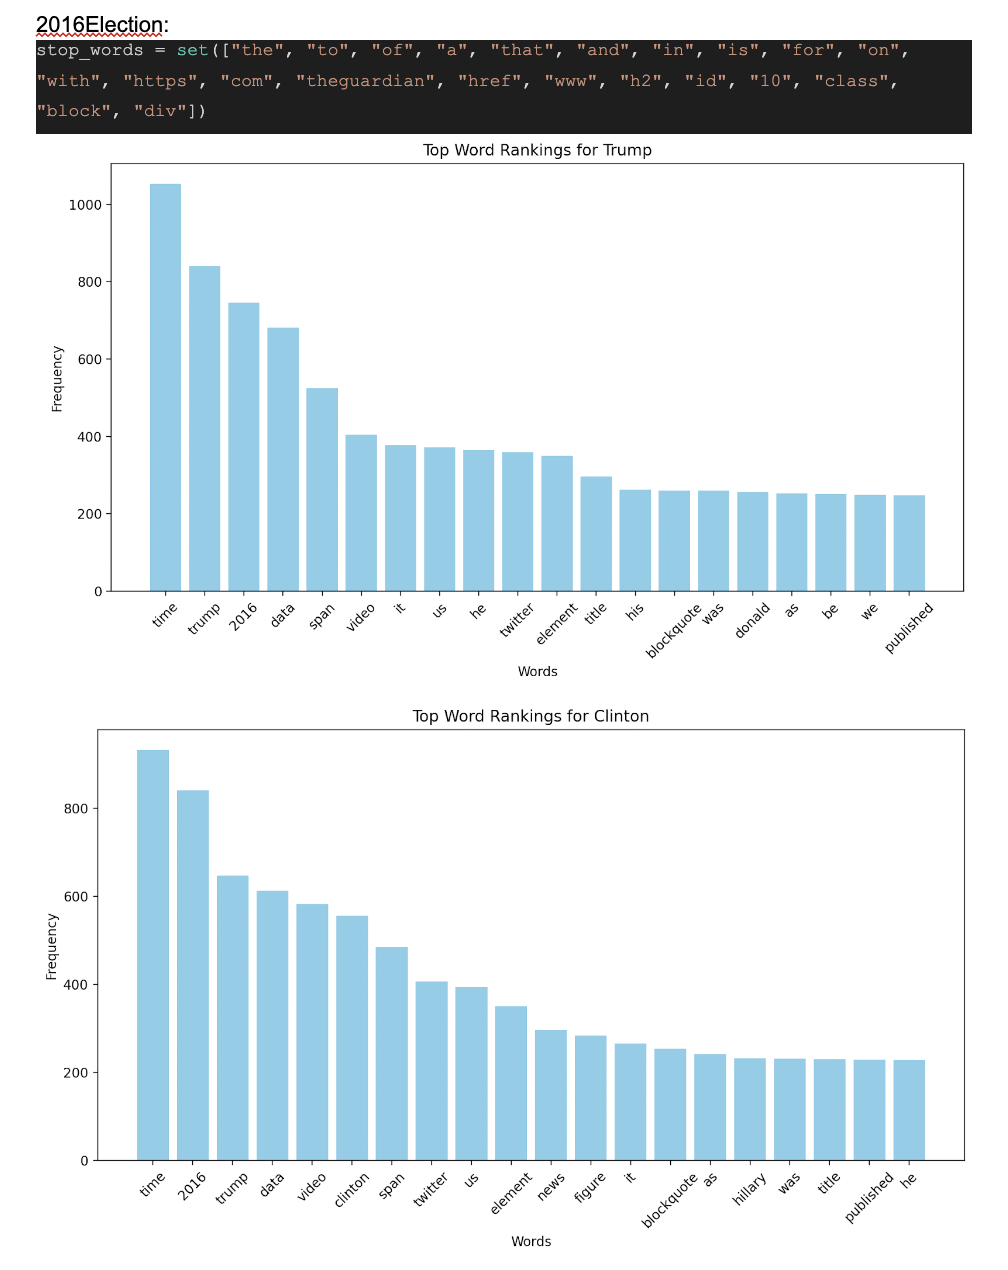 2016Election:
stop_words = set(["the", "to", "of", "a", "that", "and", "in", "is", "for", "on",
"with", "https", "com", "theguardian", "href", "www", "h2", "id", "10", "class",
"block", "div"])
Top Word Rankings for Trump
1000
800
600
400
200
0
Frequency
time trump 2016 data span video it us he twitter element title his blockquote was donald as be we published
Words
Top Word Rankings for Clinton
800
600
400
200
0
Frequency
time 2016 trump data video clinton span twitter us element news figure it blockquote as hillary was title published he
Words